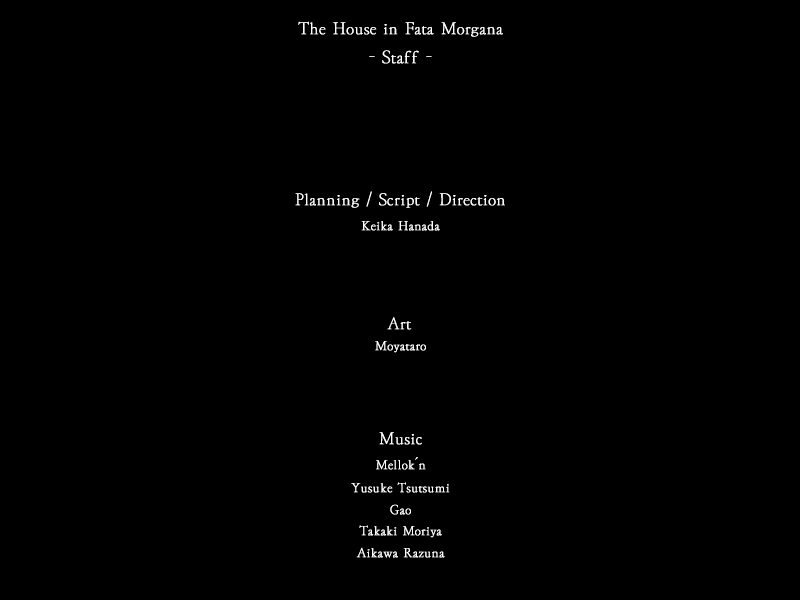 The House in Fata Morgana
- Staff -
Planning / Script / Direction
Keika Hanada
Art
Moyataro
Music
Mellok´n
Yusuke Tsutsumi
Gao
Takaki Moriya
Aikawa Razuna